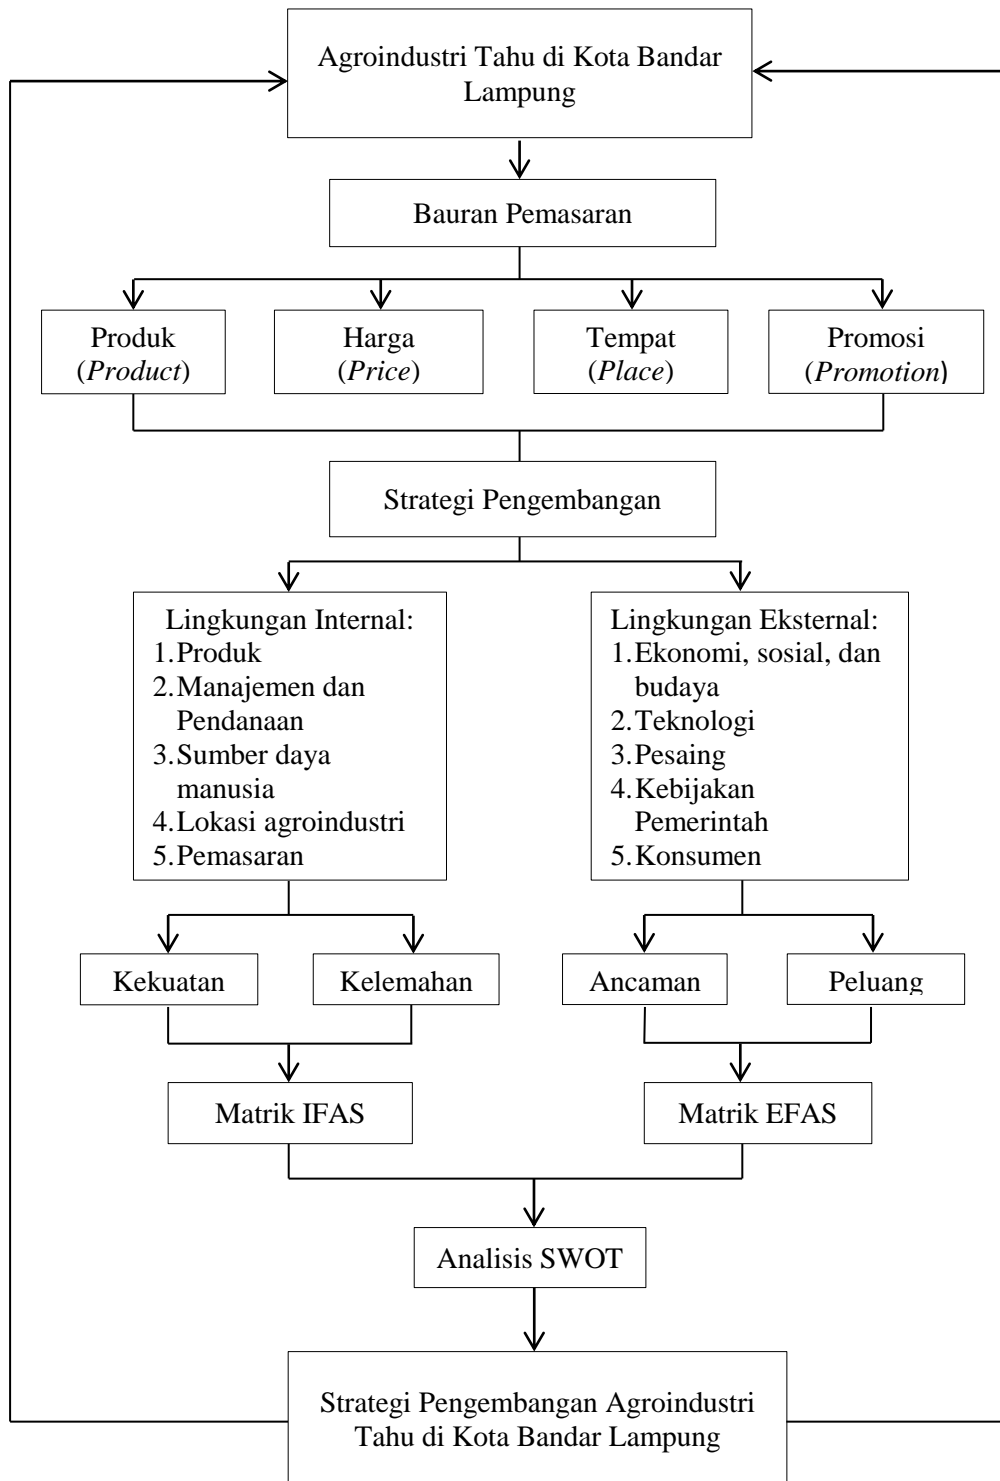 Agroindustri Tahu di Kota Bandar
Lampung
Bauran Pemasaran
Produk
(Product)
Harga
(Price)
Tempat
(Place)
Promosi
(Promotion)
Strategi Pengembangan
Lingkungan Internal:
1.Produk
2.Manajemen dan
Pendanaan
3.Sumber daya
manusia
4.Lokasi agroindustri
5.Pemasaran
Lingkungan Eksternal:
1.Ekonomi, sosial, dan
budaya
2.Teknologi
3.Pesaing
4.Kebijakan
Pemerintah
5.Konsumen
Kekuatan
Kelemahan
Ancaman
Peluang
Matrik IFAS
Matrik EFAS
Analisis SWOT
Strategi Pengembangan Agroindustri
Tahu di Kota Bandar Lampung